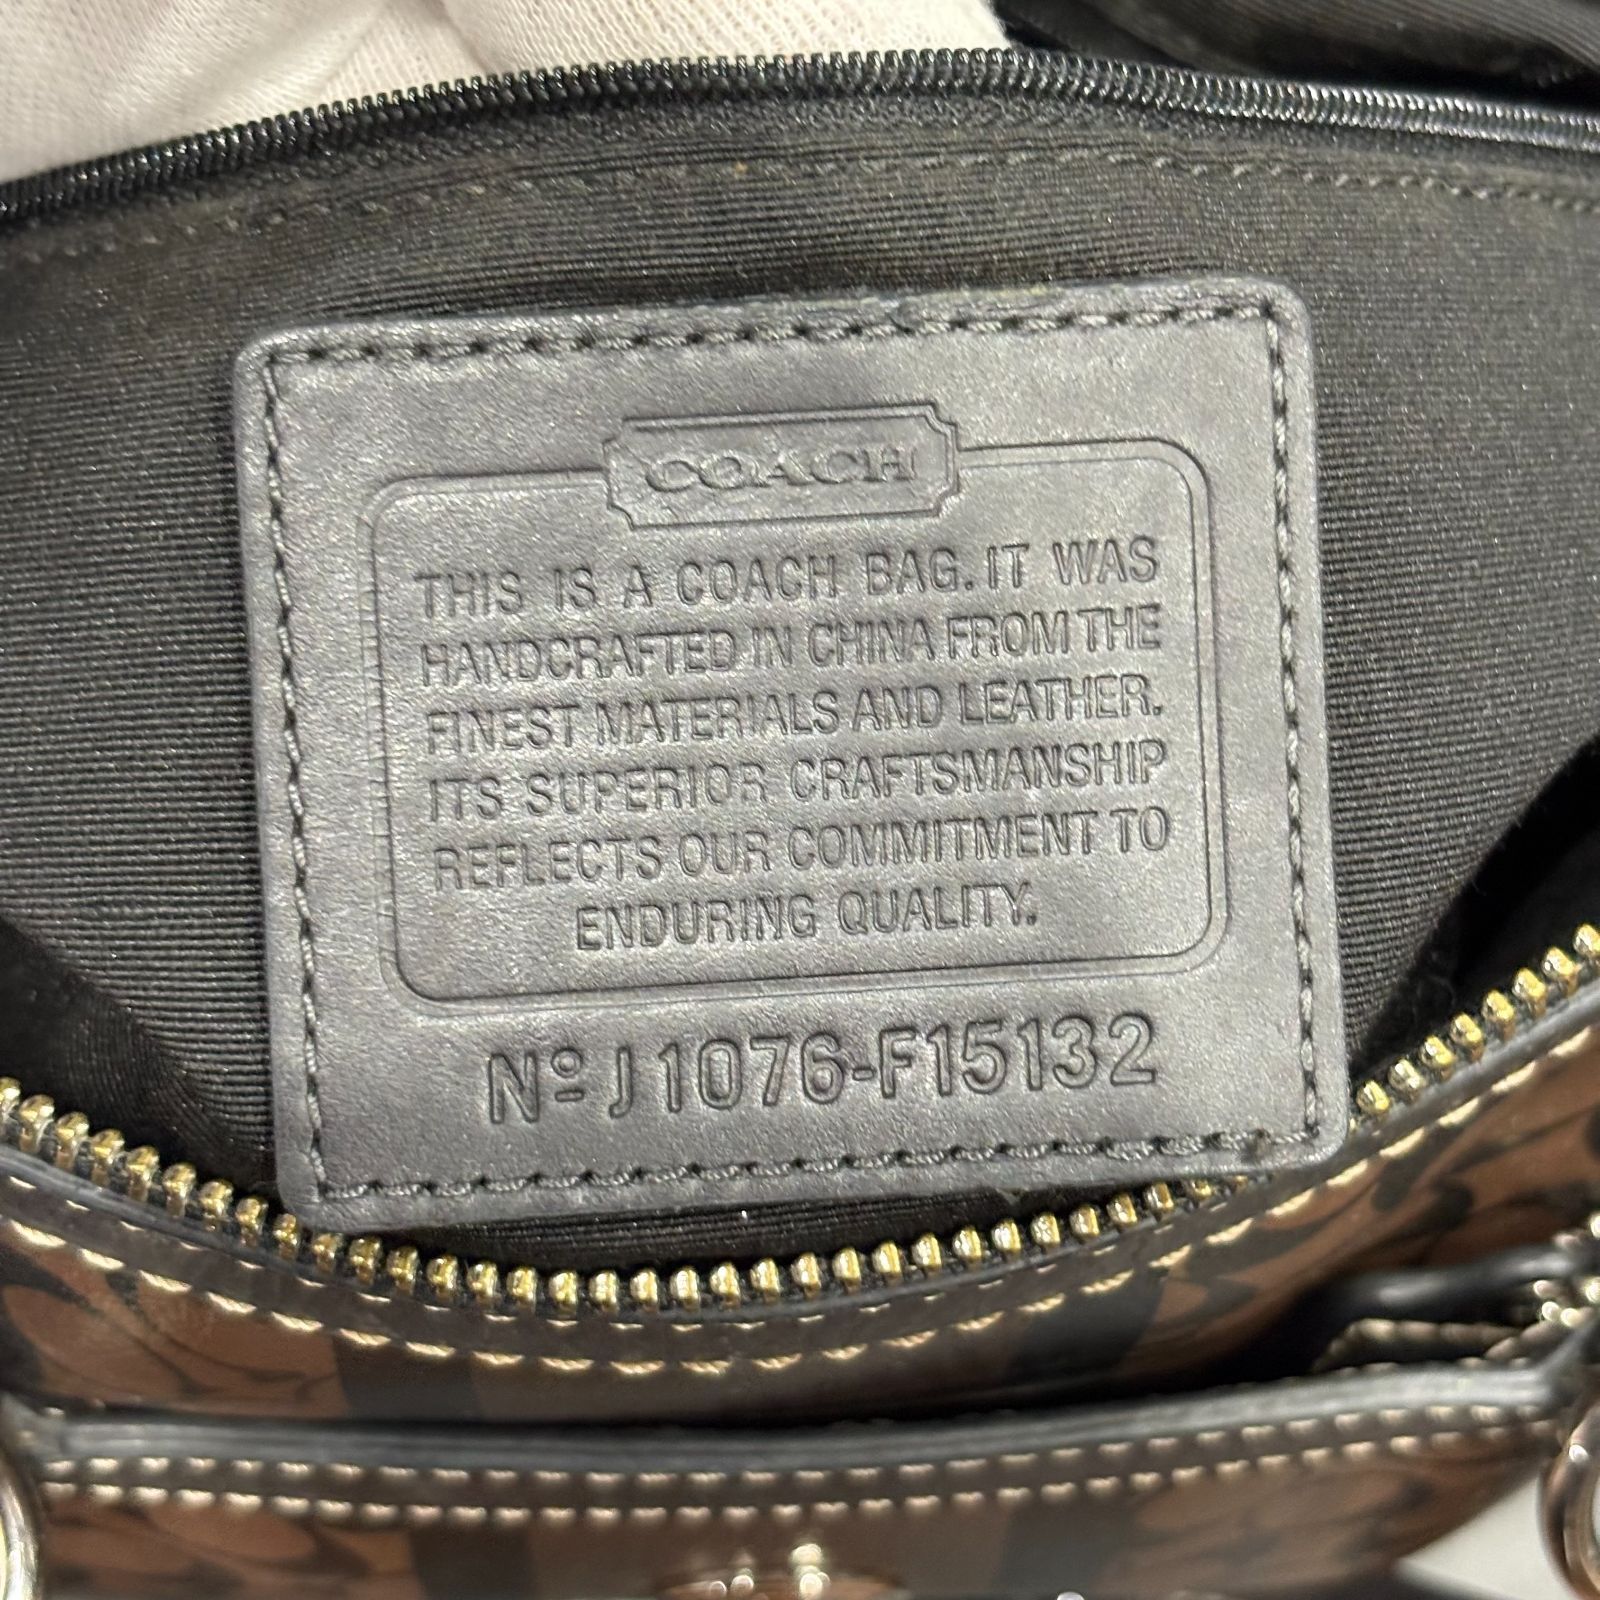 COACH
THIS IS A COACH BAG. IT WAS
HANDCRAFTED IN CHINA FROM THE
FINEST MATERIALS AND LEATHER.
ITS SUPERIOR CRAFTSMANSHIP
REFLECTS OUR COMMITMENT TO
ENDURING QUALITY.
Nº J1076-F15132